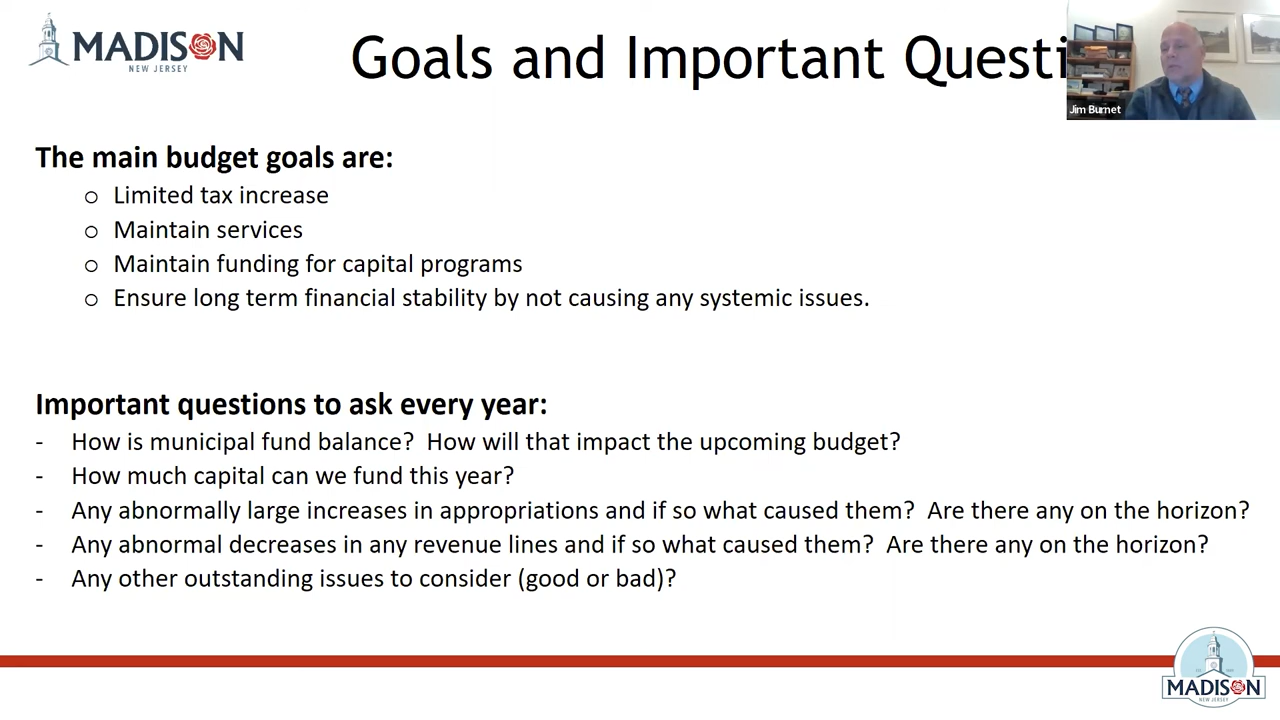 MADISON
NEW JERSEY
Goals and Important Questi
Jim Burnet
The main budget goals are:
o Limited tax increase
o Maintain services
o Maintain funding for capital programs
o Ensure long term financial stability by not causing any systemic issues.
Important questions to ask every year:
- How is municipal fund balance?  How will that impact the upcoming budget?
- How much capital can we fund this year?
- Any abnormally large increases in appropriations and if so what caused them?  Are there any on the horizon?
- Any abnormal decreases in any revenue lines and if so what caused them?  Are there any on the horizon?
- Any other outstanding issues to consider (good or bad)?
MADISON
NEW JERSEY